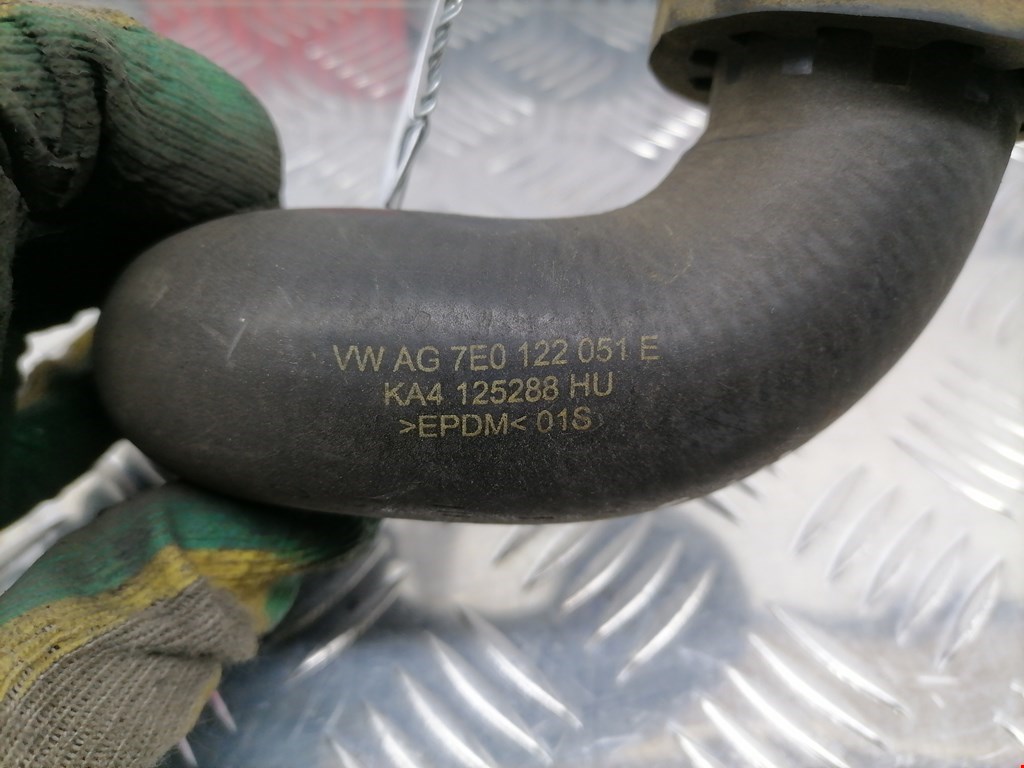 VW AG 7E0 122 051 E
KA4 125288 HU
>EPDM< 01S